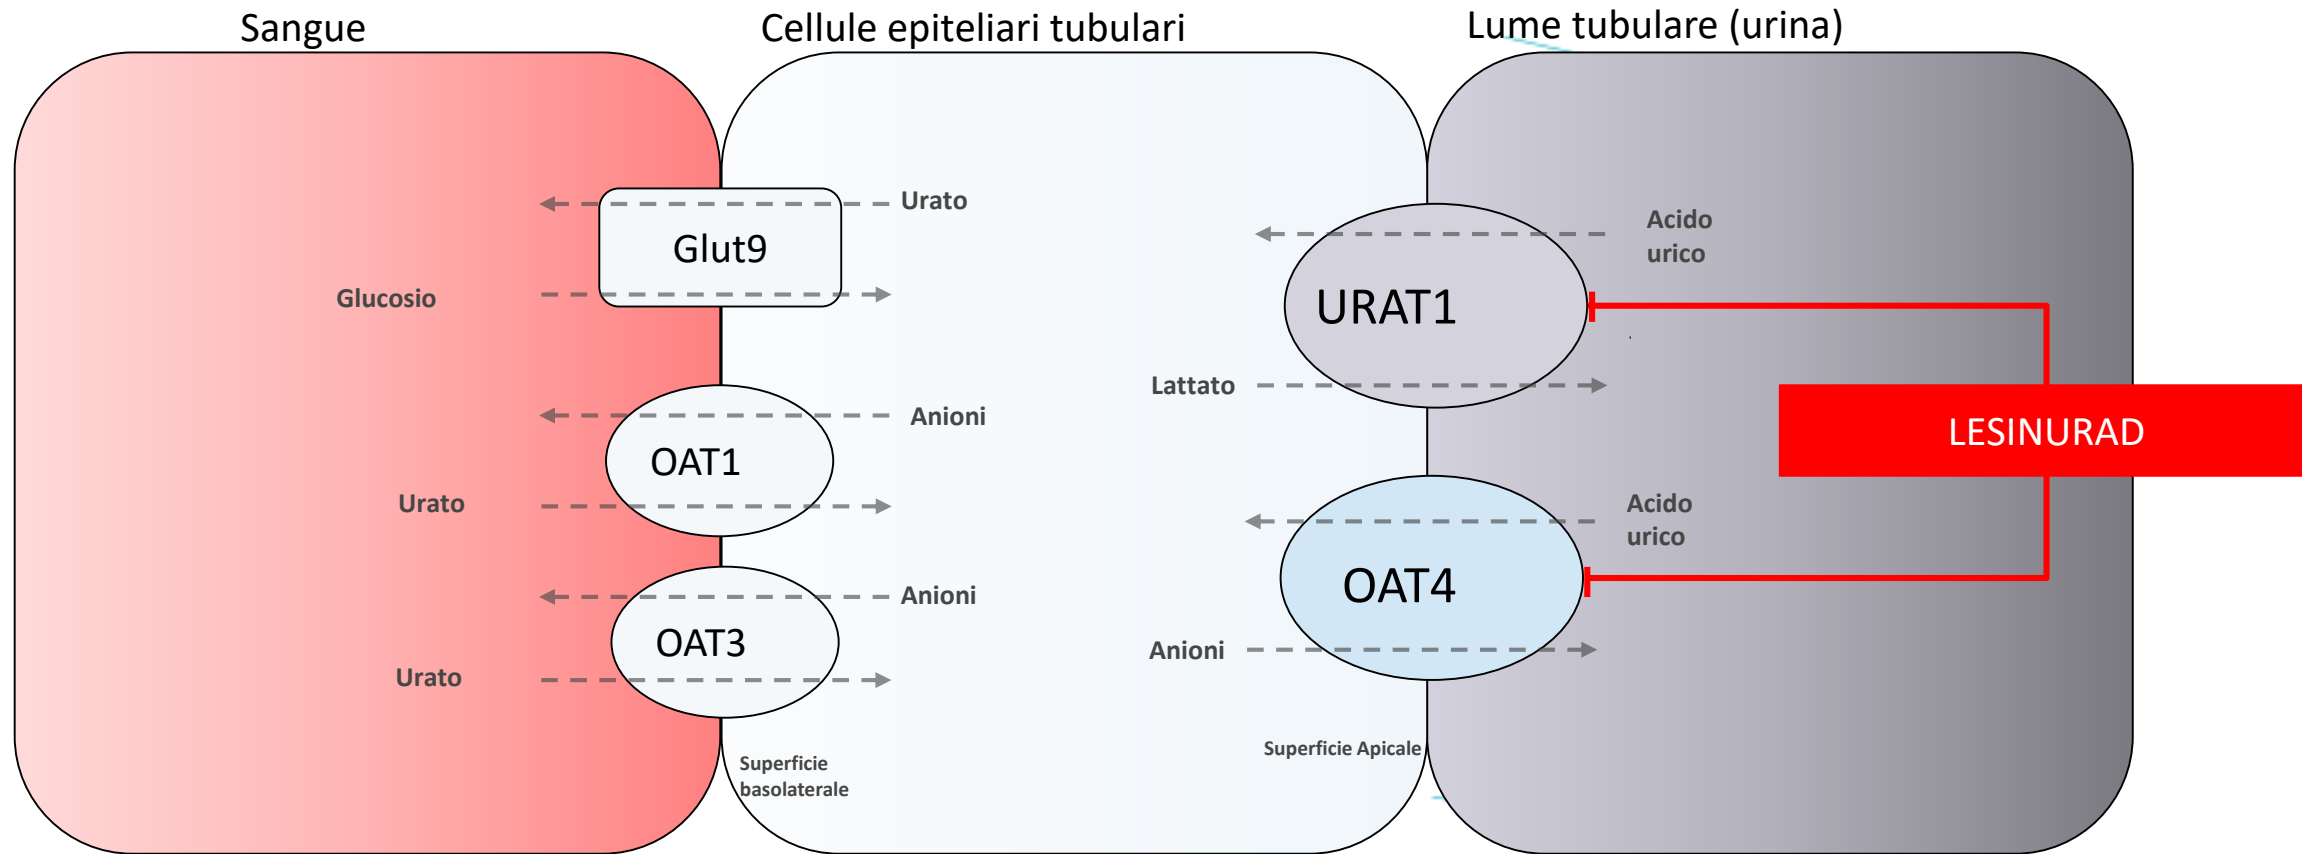 Sangue
Cellule epiteliari tubulari
Lume tubulare (urina)
Urato
Glut9
Glucosio
Anioni
OAT1
Urato
Anioni
OAT3
Urato
Superficie
basolaterale
Acido
urico
URAT1
Lattato
LESINURAD
Acido
urico
OAT4
Anioni
Superficie Apicale